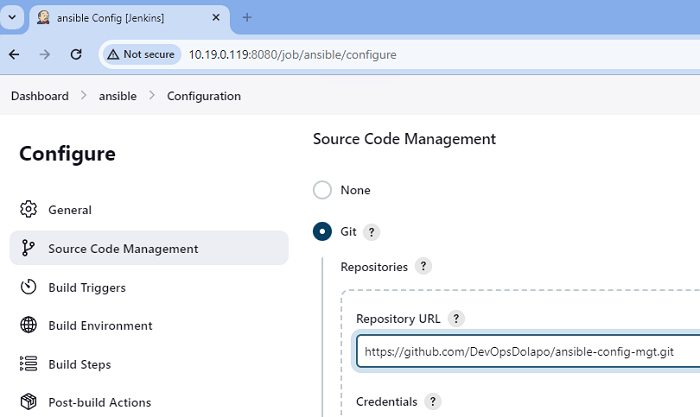 ansible Config [Jenkins]
Not secure 10.19.0.119:8080/job/ansible/configure
Dashboard > ansible > Configuration
Configure
General
Source Code Management
Build Triggers
Build Environment
Build Steps
Post-build Actions
Source Code Management
None
Git ?
Repositories ?
Repository URL ?
https://github.com/DevOpsDolapo/ansible-config-mgt.git
Credentials ?